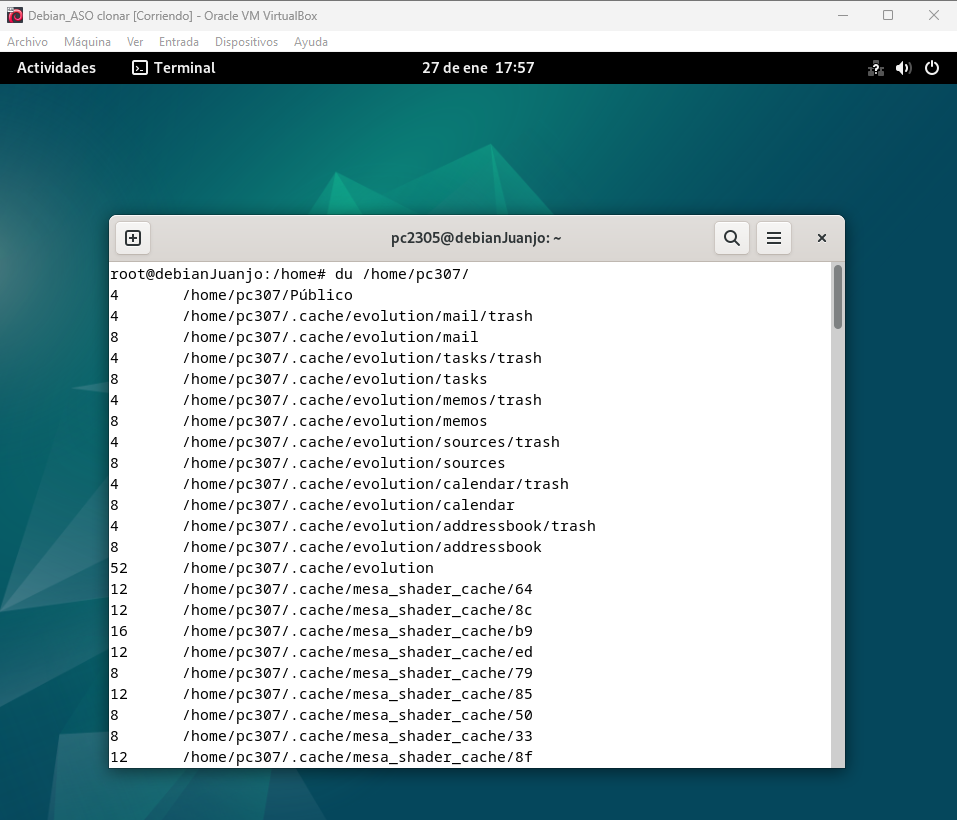 Debian_ASO clonar [Corriendo] - Oracle VM VirtualBox
Archivo Máquina Ver Entrada Dispositivos Ayuda
Actividades Terminal 27 de ene 17:57
pc2305@debianJuanjo: ~
root@debianJuanjo:/home# du /home/pc307/
4 /home/pc307/Público
4 /home/pc307/.cache/evolution/mail/trash
8 /home/pc307/.cache/evolution/mail
4 /home/pc307/.cache/evolution/tasks/trash
8 /home/pc307/.cache/evolution/tasks
4 /home/pc307/.cache/evolution/memos/trash
8 /home/pc307/.cache/evolution/memos
4 /home/pc307/.cache/evolution/sources/trash
8 /home/pc307/.cache/evolution/sources
4 /home/pc307/.cache/evolution/calendar/trash
8 /home/pc307/.cache/evolution/calendar
4 /home/pc307/.cache/evolution/addressbook/trash
8 /home/pc307/.cache/evolution/addressbook
52 /home/pc307/.cache/evolution
12 /home/pc307/.cache/mesa_shader_cache/64
12 /home/pc307/.cache/mesa_shader_cache/8c
16 /home/pc307/.cache/mesa_shader_cache/b9
12 /home/pc307/.cache/mesa_shader_cache/ed
8 /home/pc307/.cache/mesa_shader_cache/79
12 /home/pc307/.cache/mesa_shader_cache/85
8 /home/pc307/.cache/mesa_shader_cache/50
8 /home/pc307/.cache/mesa_shader_cache/33
12 /home/pc307/.cache/mesa_shader_cache/8f